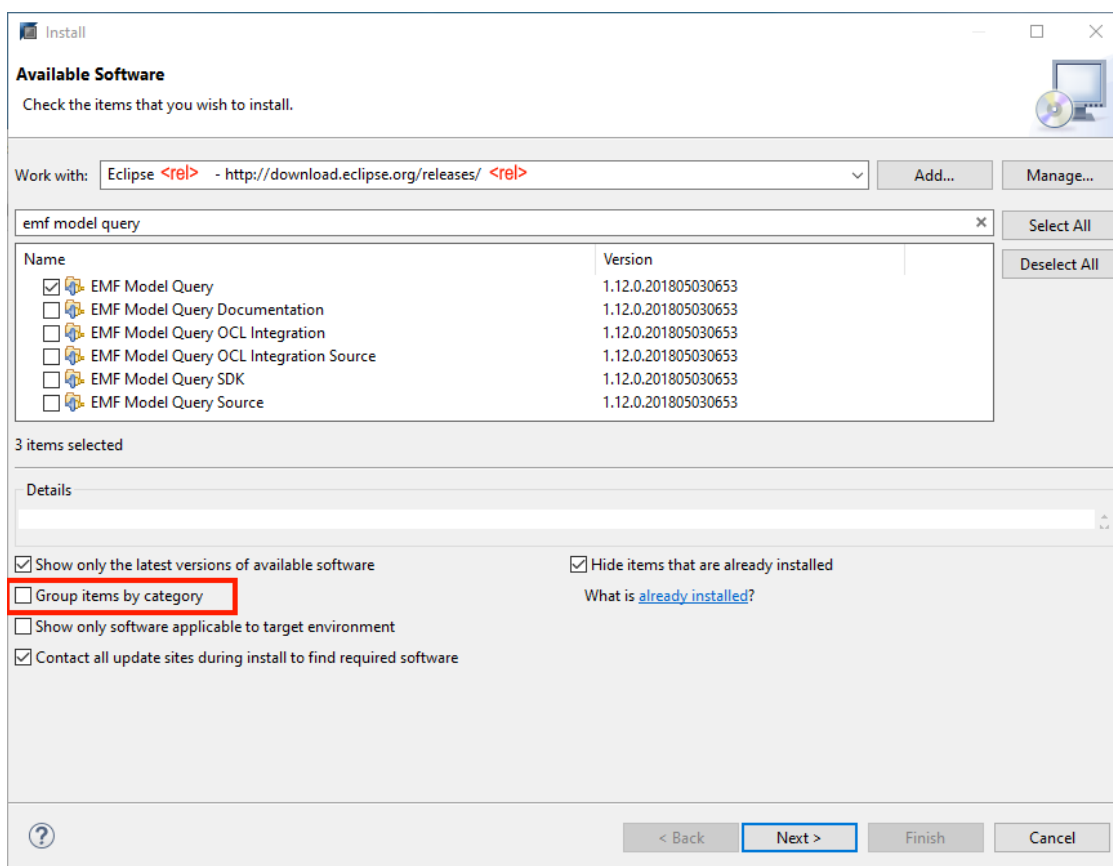 Install
Available Software
Check the items that you wish to install.
Work with: Eclipse <rel> - http://download.eclipse.org/releases/ <rel> Add... Manage...
emf model query Select All
Deselect All
Name Version
EMF Model Query 1.12.0.201805030653
EMF Model Query Documentation 1.12.0.201805030653
EMF Model Query OCL Integration 1.12.0.201805030653
EMF Model Query OCL Integration Source 1.12.0.201805030653
EMF Model Query SDK 1.12.0.201805030653
EMF Model Query Source 1.12.0.201805030653
3 items selected
Details
Show only the latest versions of available software Hide items that are already installed
Group items by category What is already installed?
Show only software applicable to target environment
Contact all update sites during install to find required software
? < Back Next > Finish Cancel